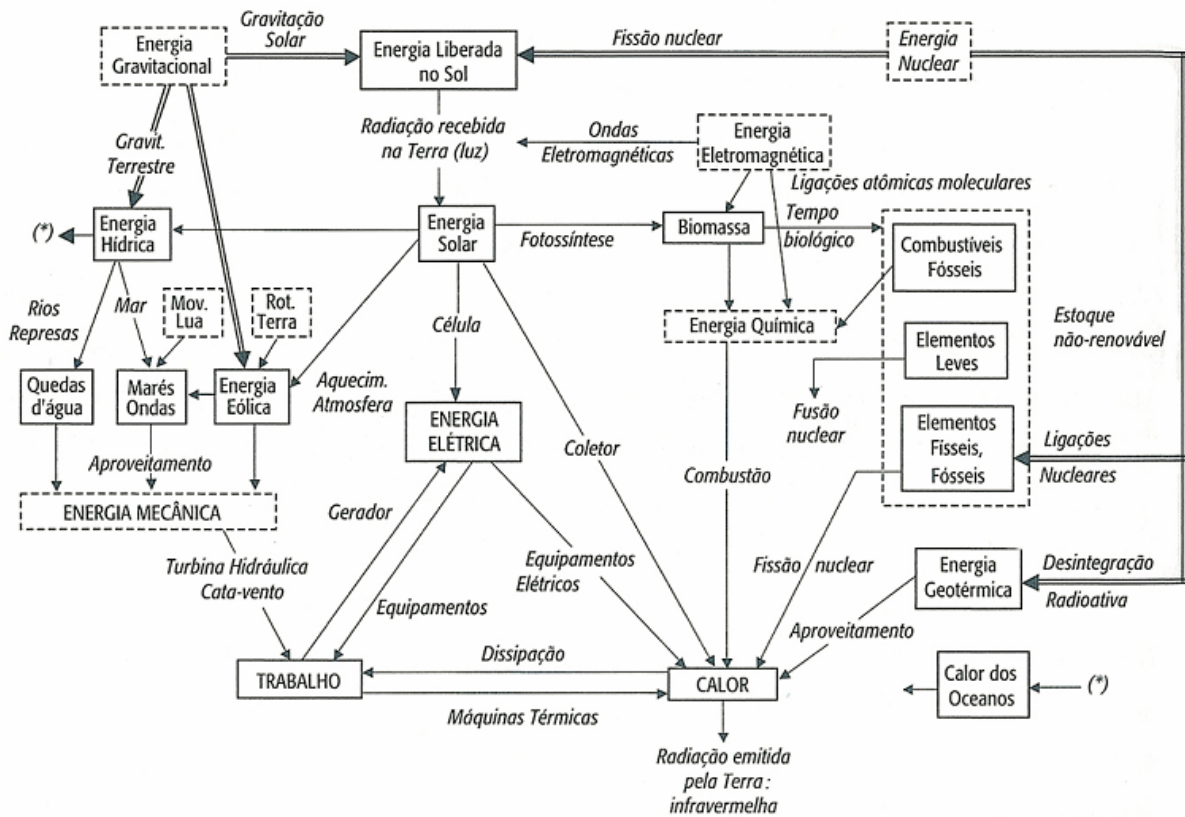 Gravitação
Solar
Energia
Gravitacional
Energia Liberada
no Sol
Fissão nuclear
Energia
Nuclear
Gravit.
Terrestre
Radiação recebida
na Terra (luz)
Ondas
Eletromagnéticas
Energia
Eletromagnética
Ligações atômicas moleculares
(*)
Energia
Hídrica
Energia
Solar
Fotossíntese
Biomassa
Tempo
biológico
Combustíveis
Fósseis
Rios
Represas
Mar
Mov.
Lua
Rot.
Terra
Célula
Energia Química
Estoque
não-renovável
Elementos
Leves
Quedas
d'água
Marés
Ondas
Energia
Eólica
Aquecim.
Atmosfera
ENERGIA
ELÉTRICA
Coletor
Fusão
nuclear
Elementos
Físseis,
Fósseis
Ligações
Nucleares
Aproveitamento
Combustão
ENERGIA MECÂNICA
Gerador
Turbina Hidráulica
Cata-vento
Equipamentos
Equipamentos
Elétricos
Fissão nuclear
Energia
Geotérmica
Desintegração
Radioativa
Aproveitamento
TRABALHO
Dissipação
CALOR
Máquinas Térmicas
Calor dos
Oceanos
(*)
Radiação emitida
pela Terra:
infravermelha